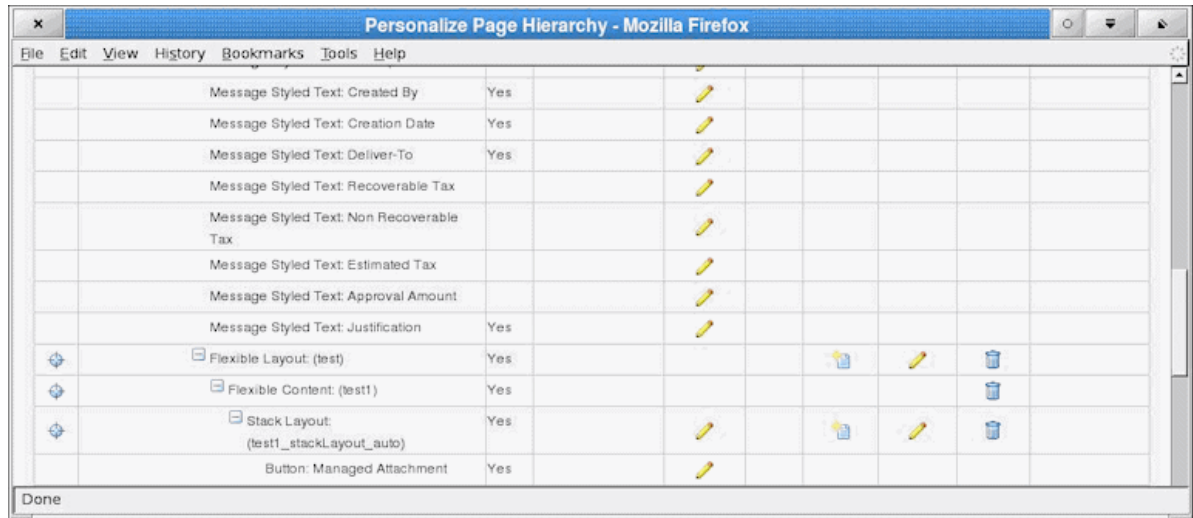 Personalize Page Hierarchy - Mozilla Firefox
File Edit View History Bookmarks Tools Help
Message Styled Text: Created By Yes
Message Styled Text: Creation Date Yes
Message Styled Text: Deliver-To Yes
Message Styled Text: Recoverable Tax
Message Styled Text: Non Recoverable
Tax
Message Styled Text: Estimated Tax
Message Styled Text: Approval Amount
Message Styled Text: Justification Yes
Flexible Layout: (test) Yes
Flexible Content: (test1) Yes
Stack Layout: Yes
(test1_stackLayout_auto)
Button: Managed Attachment Yes
Done